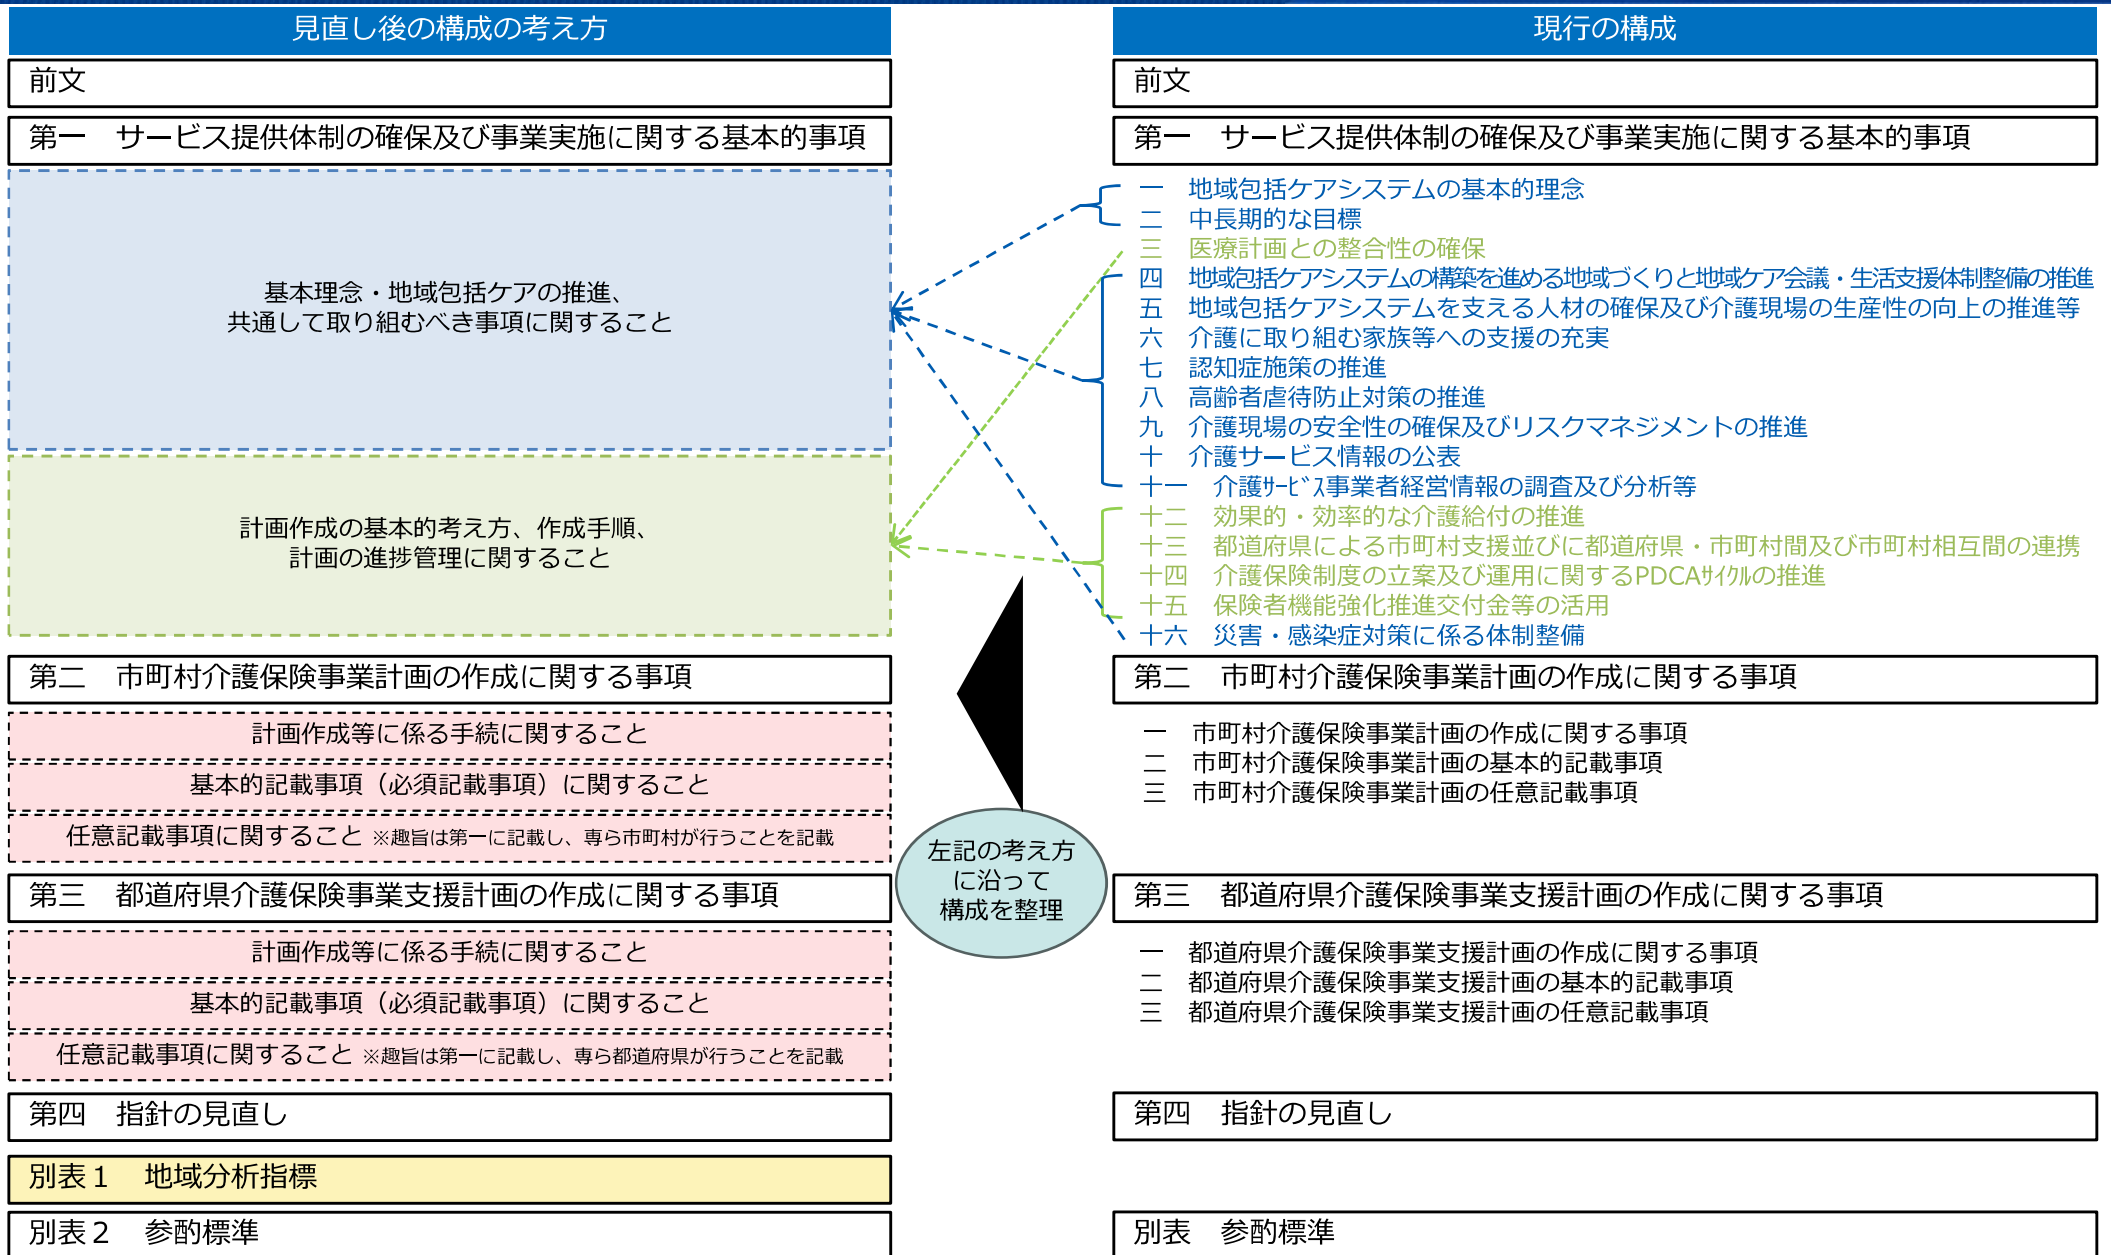 見直し後の構成の考え方
前文
第一　サービス提供体制の確保及び事業実施に関する基本的事項
基本理念・地域包括ケアの推進、
共通して取り組むべき事項に関すること
計画作成の基本的考え方、作成手順、
計画の進捗管理に関すること
第二　市町村介護保険事業計画の作成に関する事項
計画作成等に係る手続に関すること
基本的記載事項（必須記載事項）に関すること
任意記載事項に関すること ※趣旨は第一に記載し、専ら市町村が行うことを記載
第三　都道府県介護保険事業支援計画の作成に関する事項
計画作成等に係る手続に関すること
基本的記載事項（必須記載事項）に関すること
任意記載事項に関すること ※趣旨は第一に記載し、専ら都道府県が行うことを記載
第四　指針の見直し
別表１　地域分析指標
別表２　参酌標準
左記の考え方
に沿って
構成を整理
現行の構成
前文
第一　サービス提供体制の確保及び事業実施に関する基本的事項
一　地域包括ケアシステムの基本的理念
二　中長期的な目標
三　医療計画との整合性の確保
四　地域包括ケアシステムの構築を進める地域づくりと地域ケア会議・生活支援体制整備の推進
五　地域包括ケアシステムを支える人材の確保及び介護現場の生産性の向上の推進等
六　介護に取り組む家族等への支援の充実
七　認知症施策の推進
八　高齢者虐待防止対策の推進
九　介護現場の安全性の確保及びリスクマネジメントの推進
十　介護サービス情報の公表
十一　介護ｻｰﾋﾞｽ事業者経営情報の調査及び分析等
十二　効果的・効率的な介護給付の推進
十三　都道府県による市町村支援並びに都道府県・市町村間及び市町村相互間の連携
十四　介護保険制度の立案及び運用に関するPDCAｻｲｸﾙの推進
十五　保険者機能強化推進交付金等の活用
十六　災害・感染症対策に係る体制整備
第二　市町村介護保険事業計画の作成に関する事項
一　市町村介護保険事業計画の作成に関する事項
二　市町村介護保険事業計画の基本的記載事項
三　市町村介護保険事業計画の任意記載事項
第三　都道府県介護保険事業支援計画の作成に関する事項
一　都道府県介護保険事業支援計画の作成に関する事項
二　都道府県介護保険事業支援計画の基本的記載事項
三　都道府県介護保険事業支援計画の任意記載事項
第四　指針の見直し
別表　参酌標準